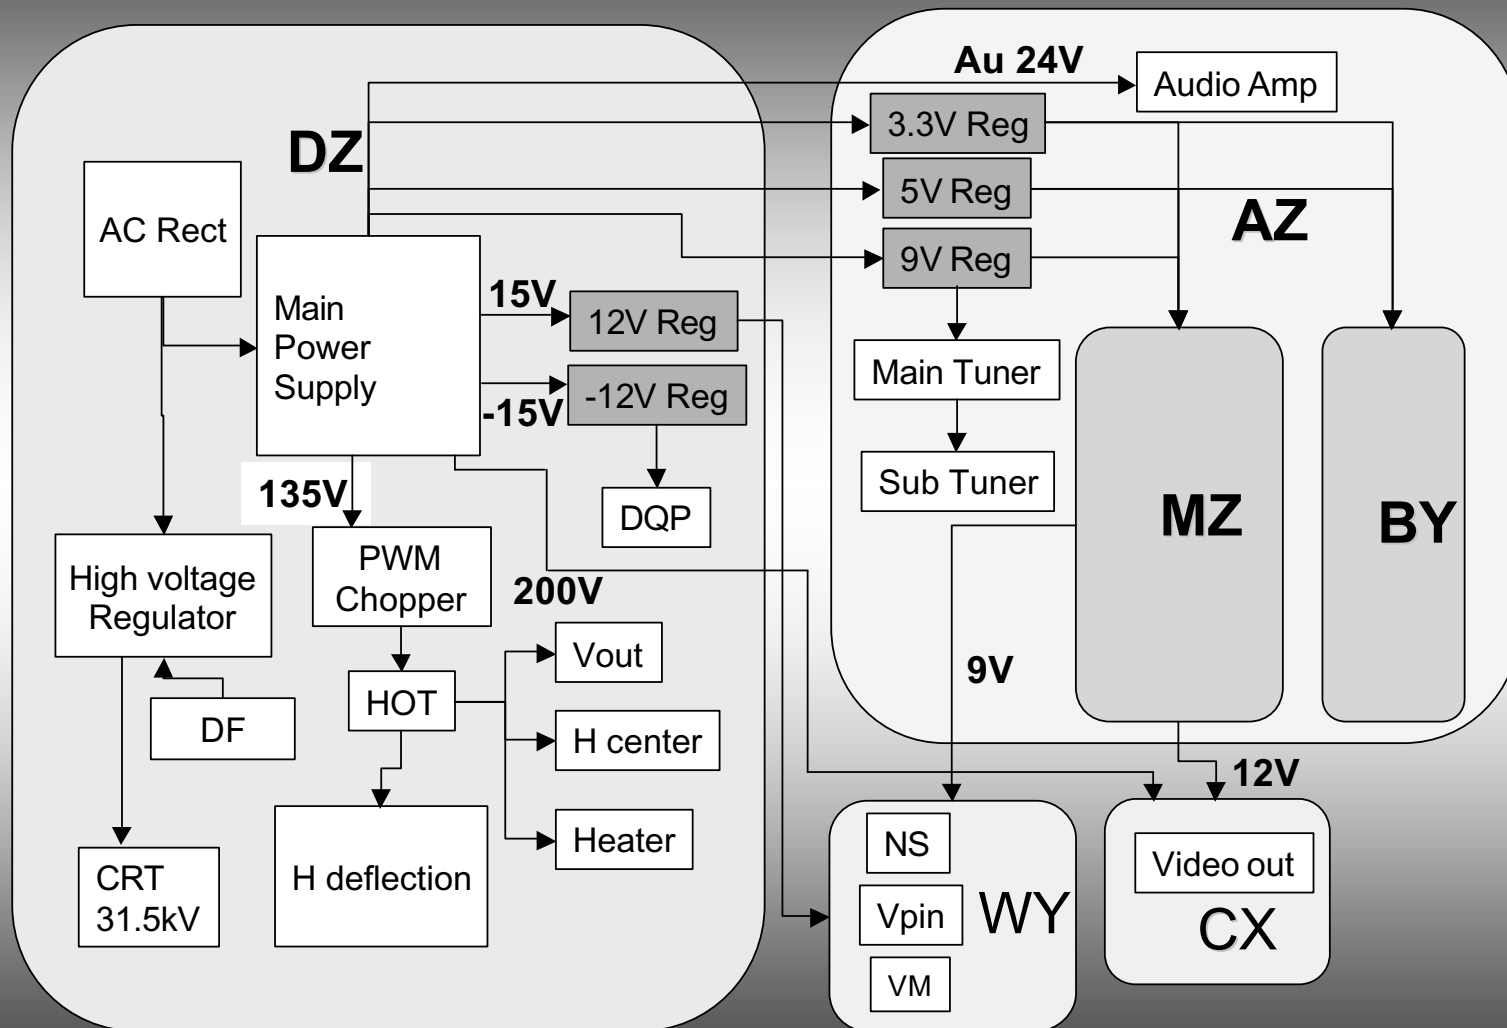 Au 24V
Audio Amp
DZ
3.3V Reg
5V Reg
AZ
AC Rect
9V Reg
Main
Power
Supply
15V
12V Reg
-15V
-12V Reg
Main Tuner
Sub Tuner
135V
DQP
MZ
BY
High voltage
Regulator
PWM
Chopper
200V
Vout
9V
HOT
DF
H center
12V
Heater
NS
Video out
CRT
31.5kV
H deflection
Vpin
WY
CX
VM